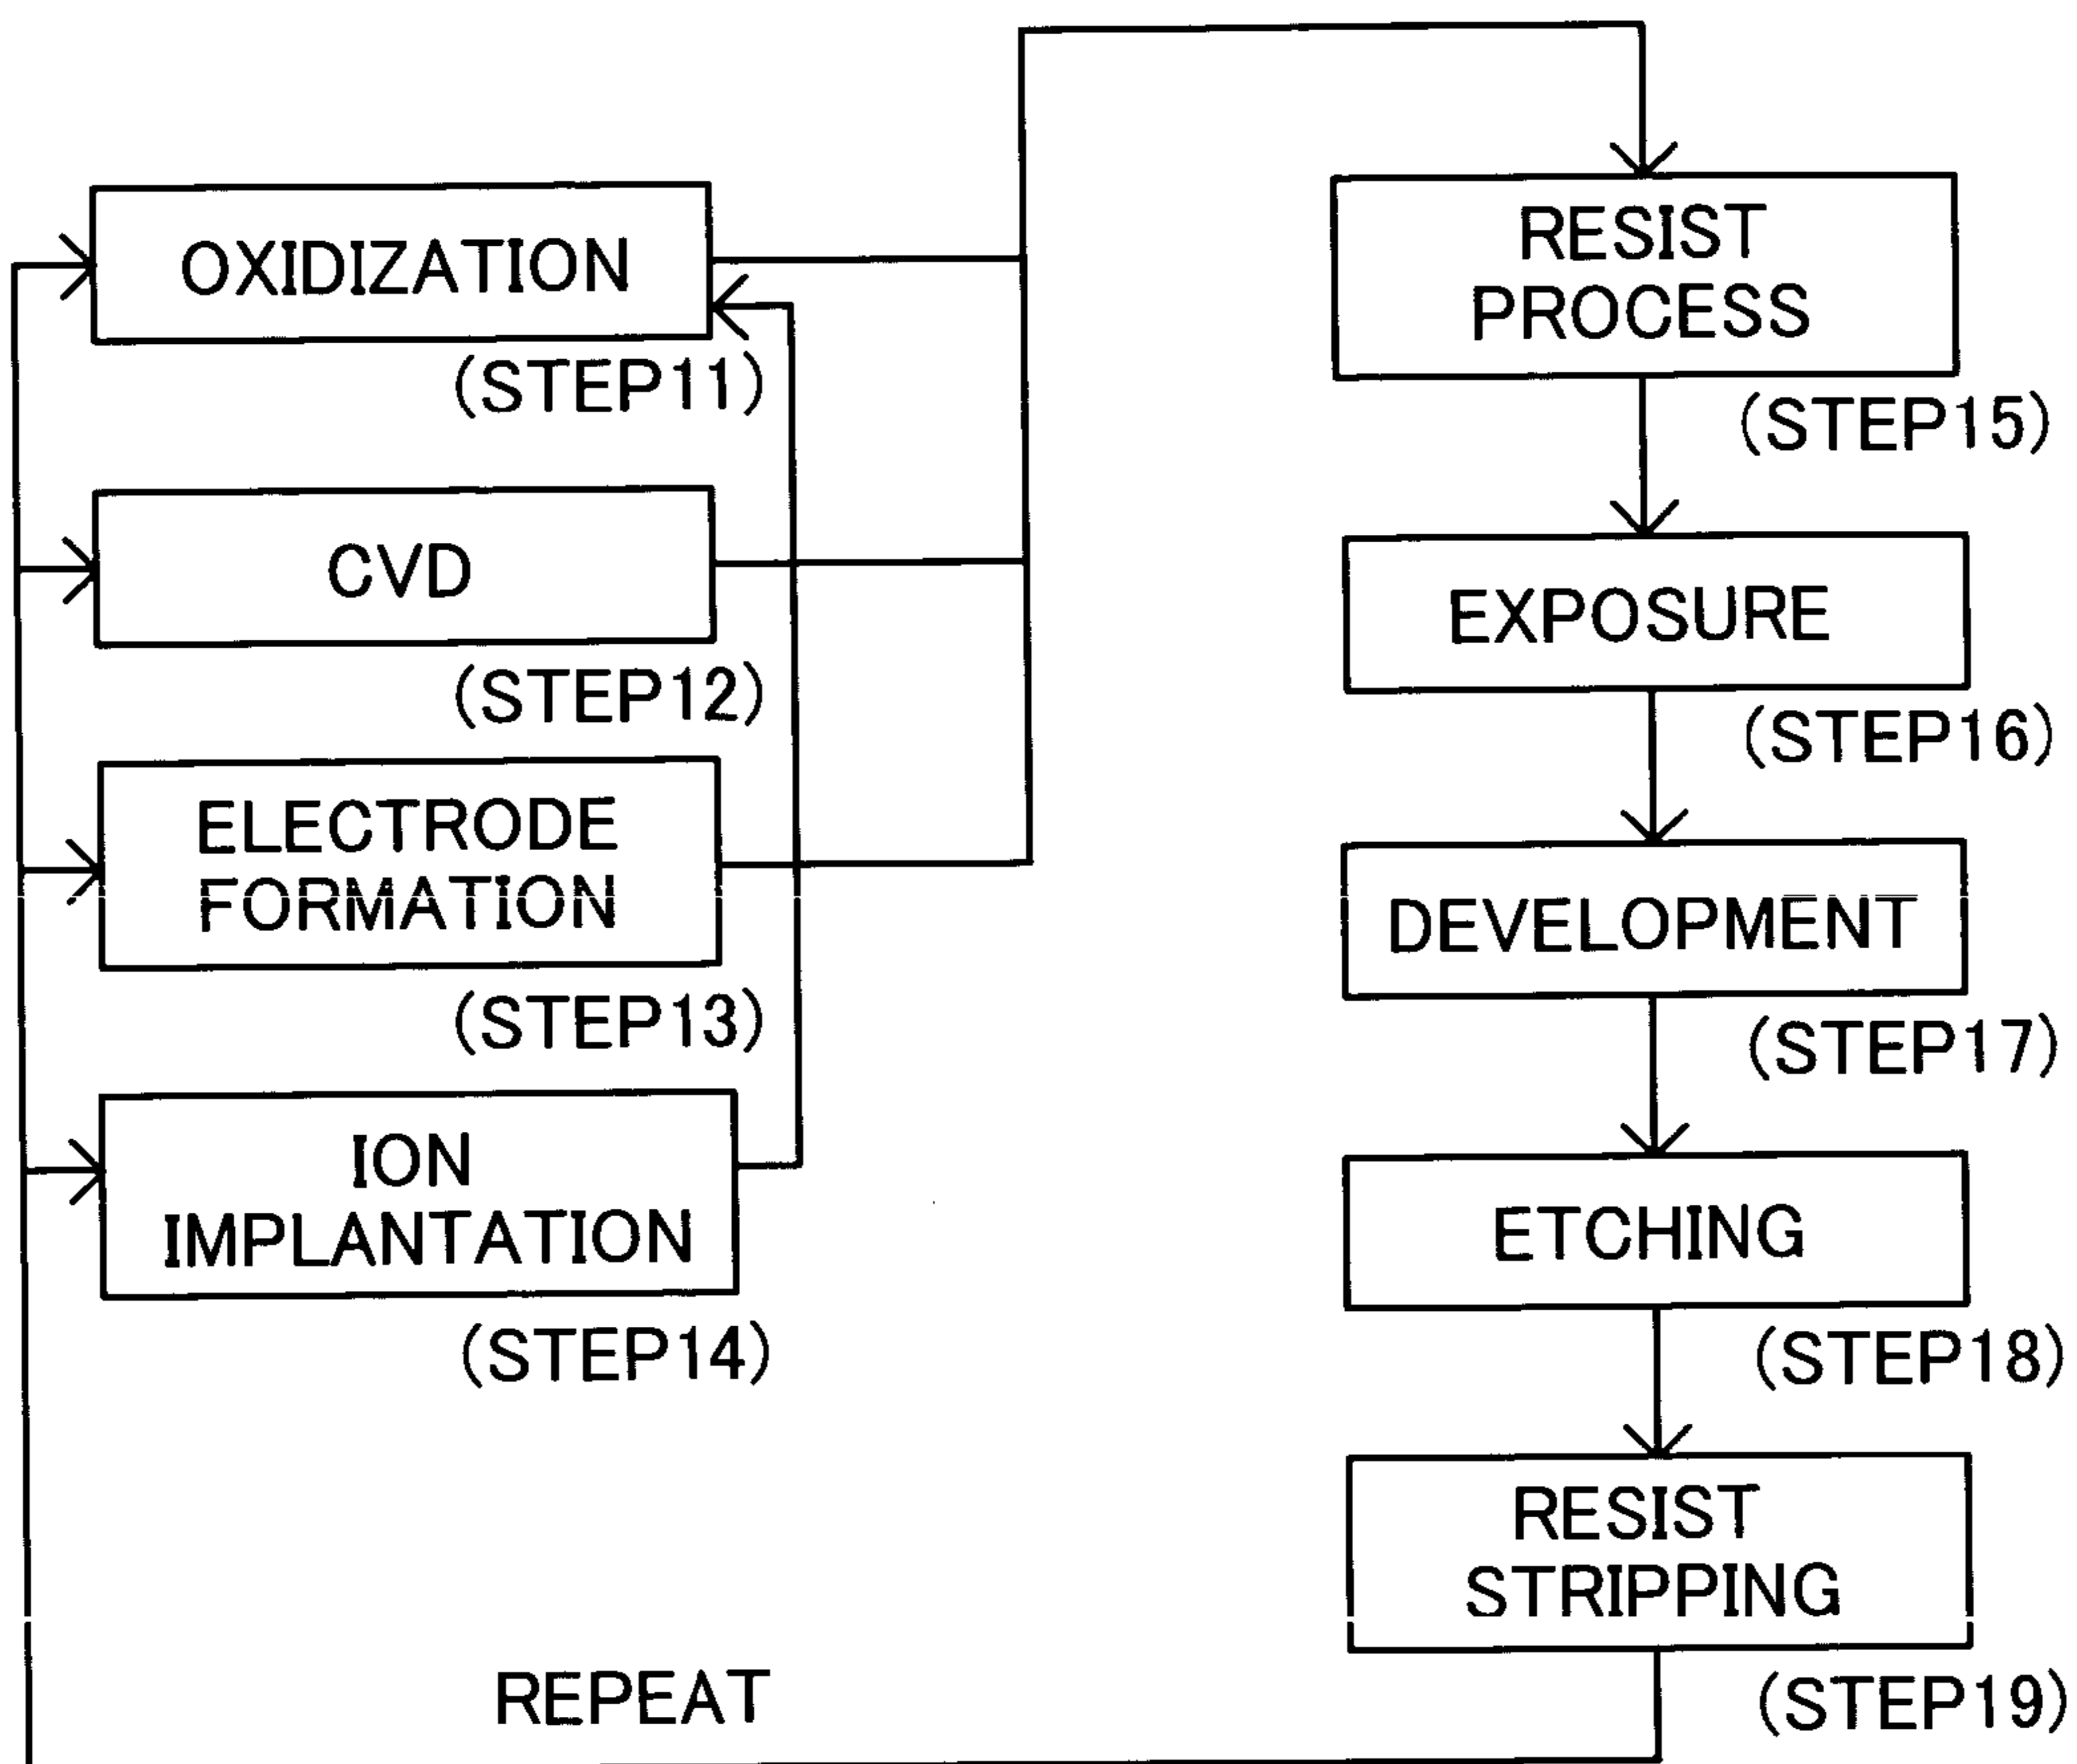 OXIDIZATION
(STEP11)
CVD
(STEP12)
ELECTRODE
FORMATION
(STEP13)
ION
IMPLANTATION
(STEP14)
RESIST
PROCESS
(STEP15)
EXPOSURE
(STEP16)
DEVELOPMENT
(STEP17)
ETCHING
(STEP18)
RESIST
STRIPPING
(STEP19)
REPEAT